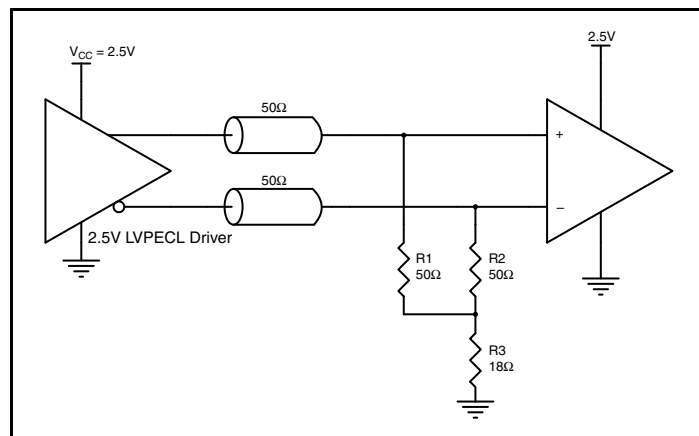 V_CC = 2.5V
2.5V
50Ω
+
50Ω
–
2.5V LVPECL Driver
R1
50Ω
R2
50Ω
R3
18Ω